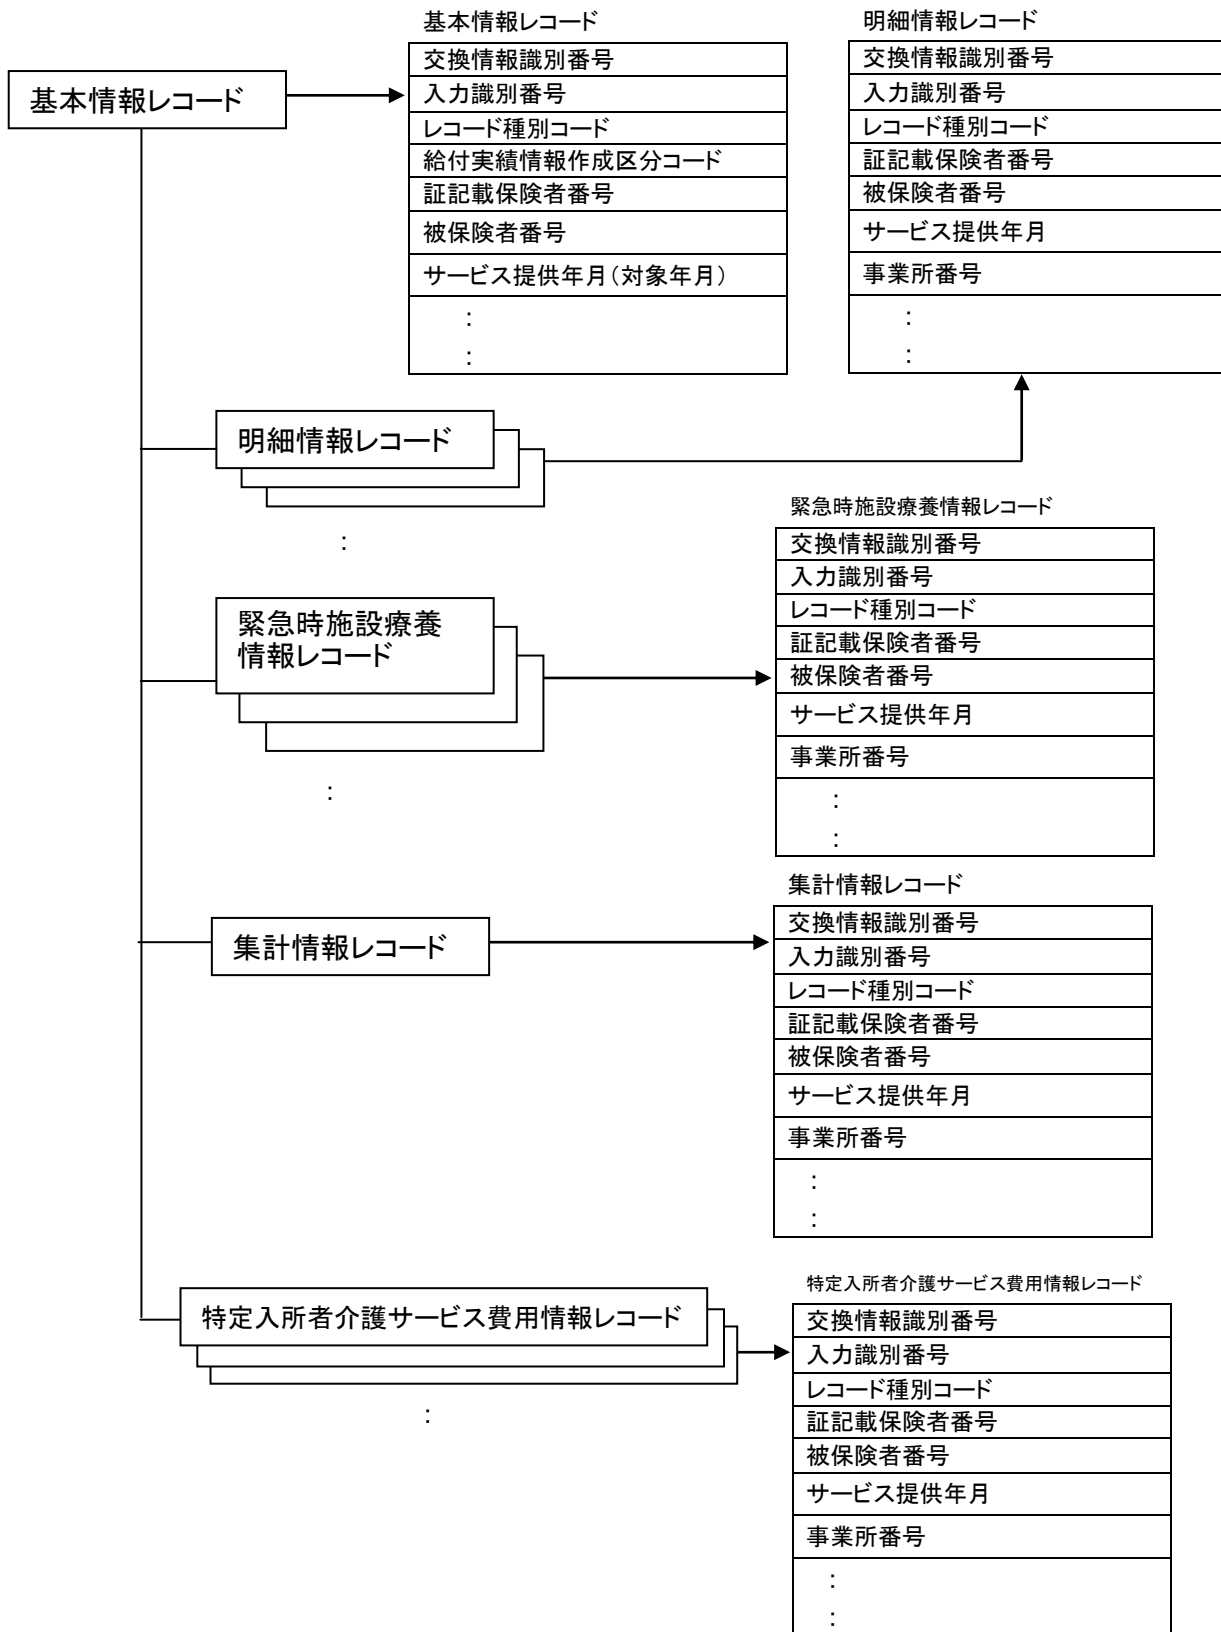 基本情報レコード
基本情報レコード
交換情報識別番号
入力識別番号
レコード種別コード
給付実績情報作成区分コード
証記載保険者番号
被保険者番号
サービス提供年月(対象年月)
:
:
明細情報レコード
交換情報識別番号
入力識別番号
レコード種別コード
証記載保険者番号
被保険者番号
サービス提供年月
事業所番号
:
:
明細情報レコード
:
緊急時施設療養
情報レコード
:
緊急時施設療養情報レコード
交換情報識別番号
入力識別番号
レコード種別コード
証記載保険者番号
被保険者番号
サービス提供年月
事業所番号
:
:
集計情報レコード
集計情報レコード
交換情報識別番号
入力識別番号
レコード種別コード
証記載保険者番号
被保険者番号
サービス提供年月
事業所番号
:
:
特定入所者介護サービス費用情報レコード
:
特定入所者介護サービス費用情報レコード
交換情報識別番号
入力識別番号
レコード種別コード
証記載保険者番号
被保険者番号
サービス提供年月
事業所番号
:
: